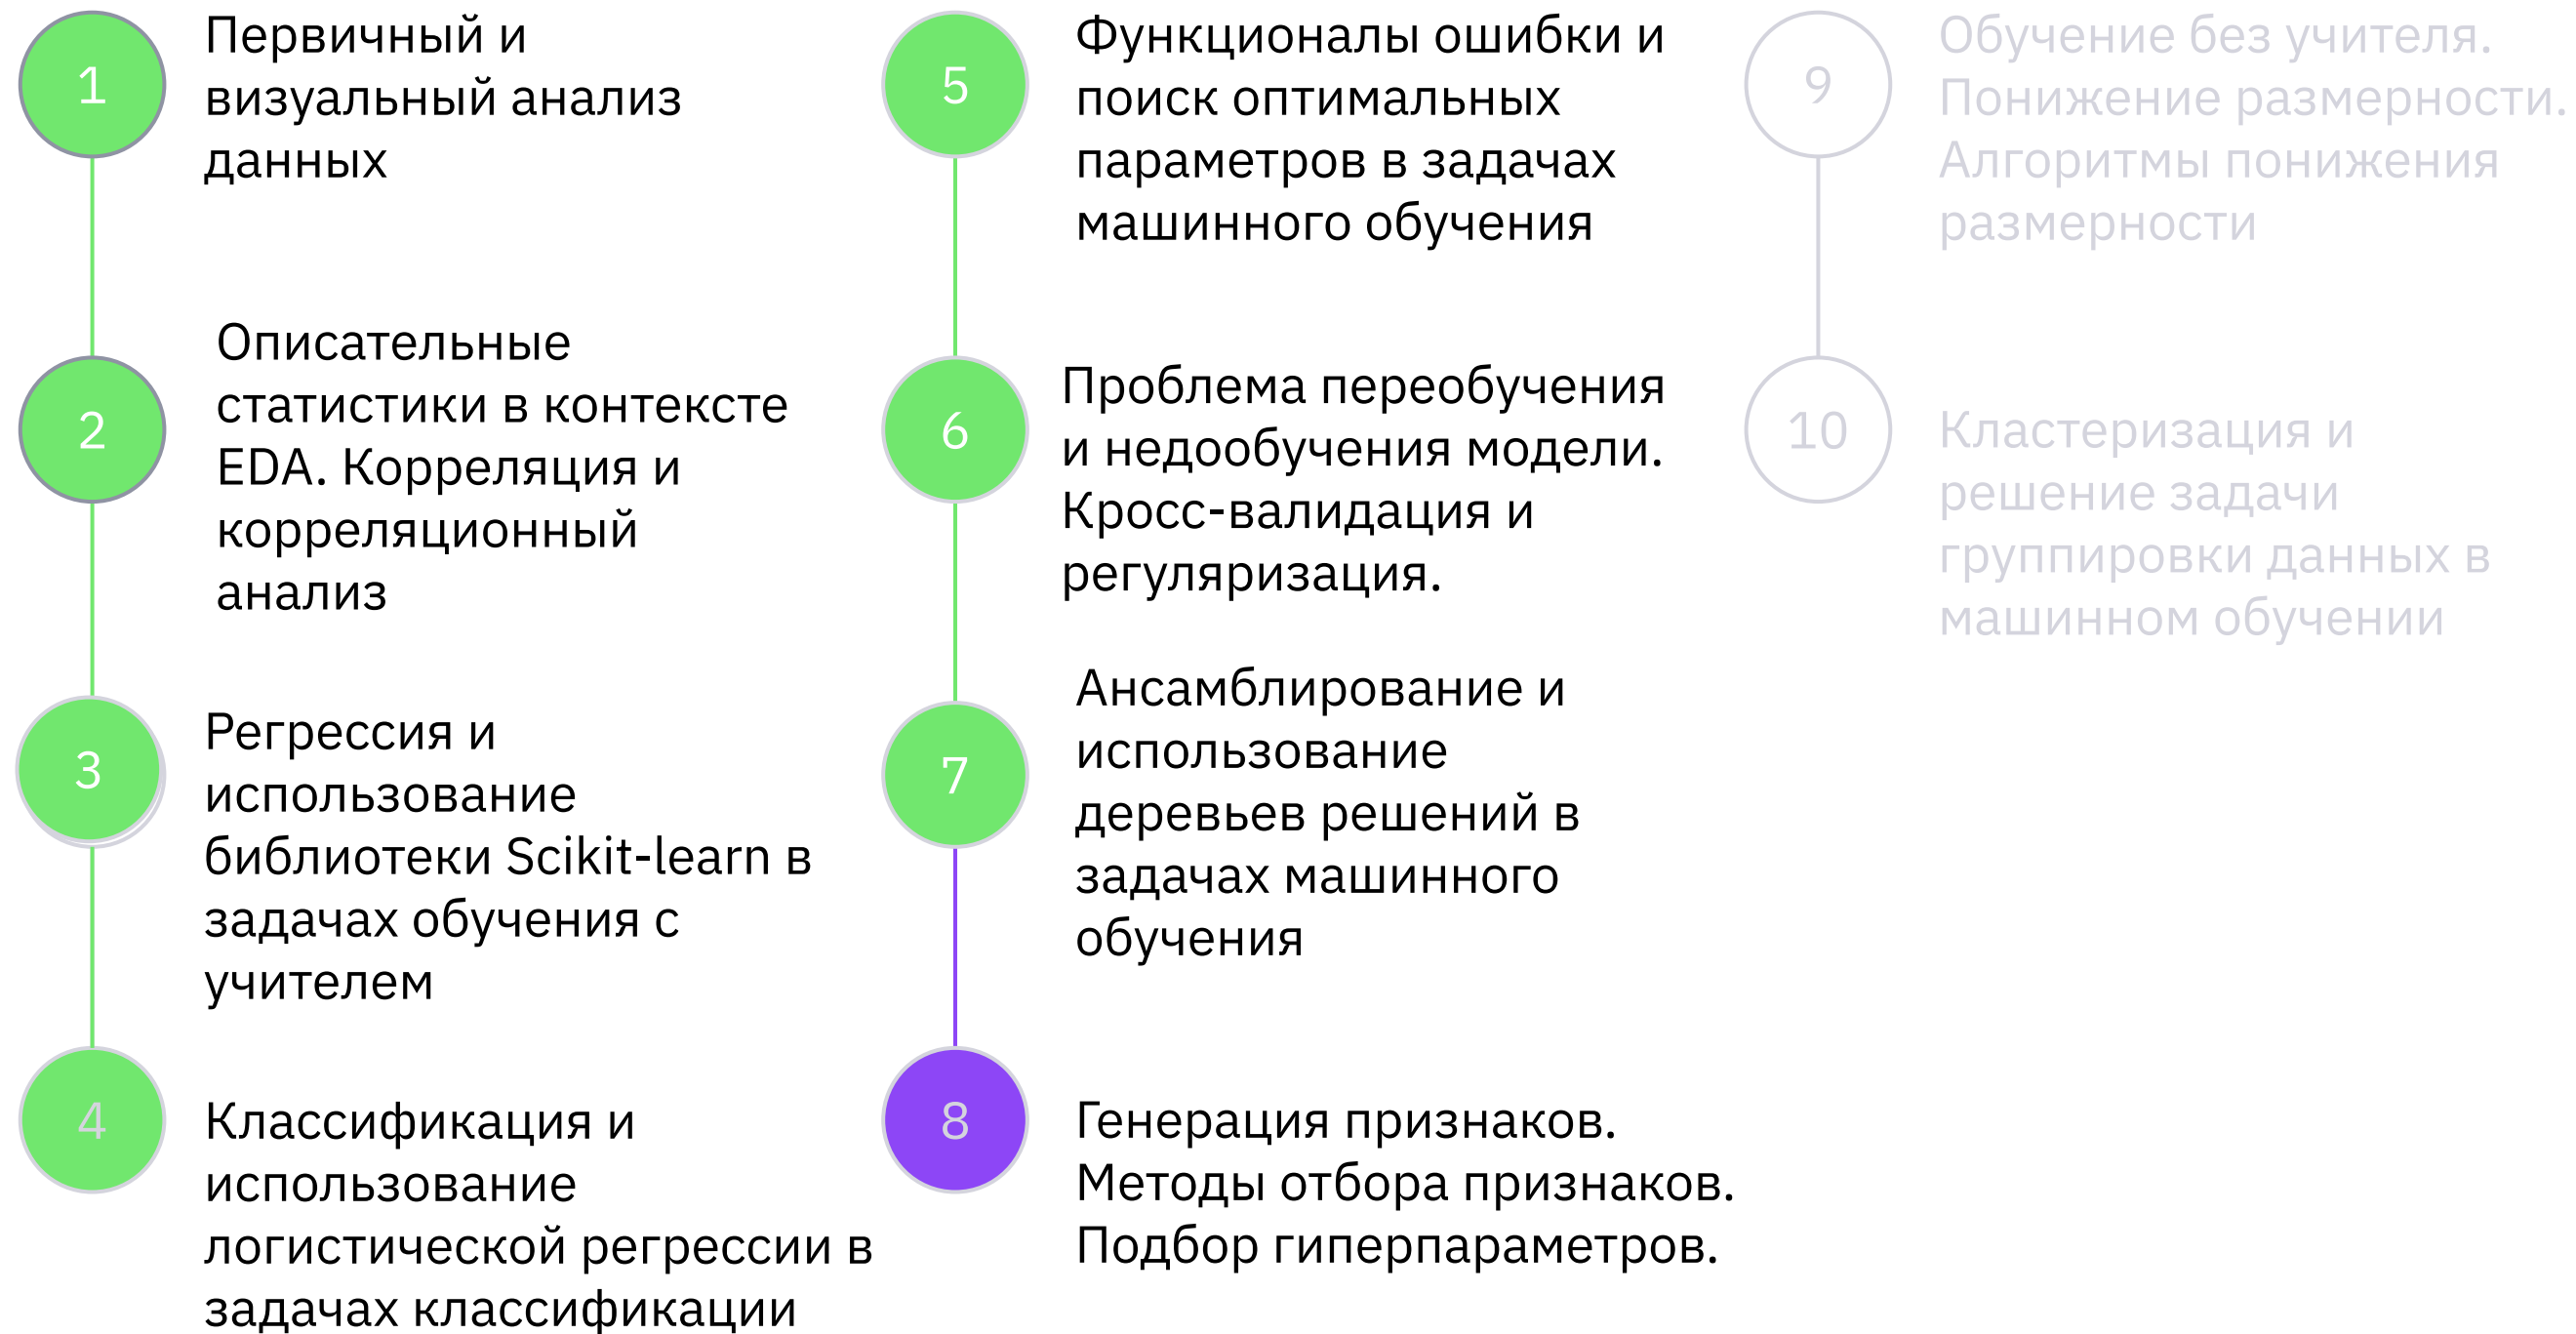 1
Первичный и
визуальный анализ
данных
2
Описательные
статистики в контексте
EDA. Корреляция и
корреляционный
анализ
3
Регрессия и
использование
библиотеки Scikit-learn в
задачах обучения с
учителем
4
Классификация и
использование
логистической регрессии в
задачах классификации
5
Функционалы ошибки и
поиск оптимальных
параметров в задачах
машинного обучения
6
Проблема переобучения
и недообучения модели.
Кросс-валидация и
регуляризация.
7
Ансамблирование и
использование
деревьев решений в
задачах машинного
обучения
8
Генерация признаков.
Методы отбора признаков.
Подбор гиперпараметров.
9
Обучение без учителя.
Понижение размерности.
Алгоритмы понижения
размерности
10
Кластеризация и
решение задачи
группировки данных в
машинном обучении